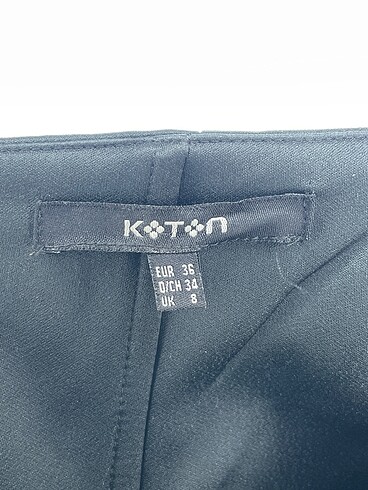 KOTON
EUR 36
D/CH 34
UK 8